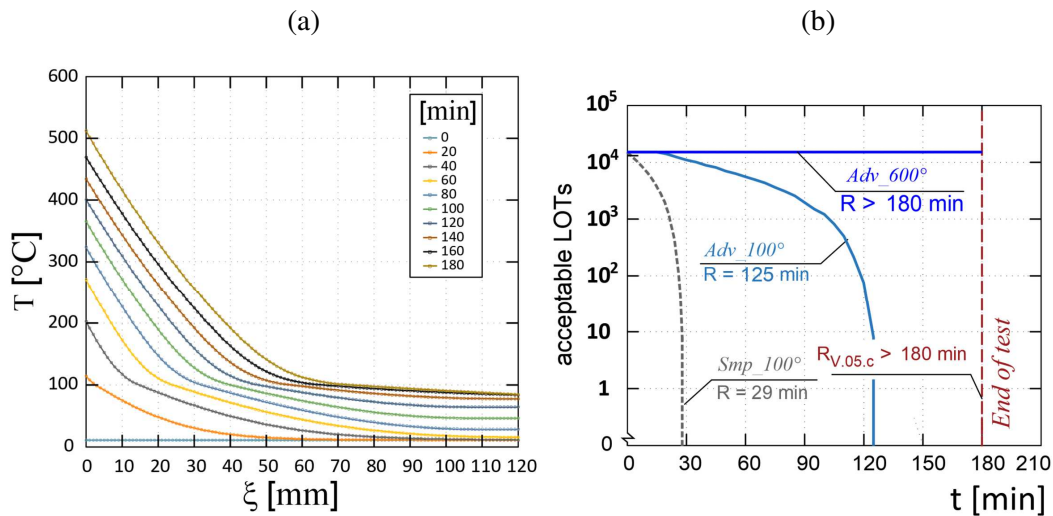 (a)
(b)
600
500
400
300
200
100
0
T [°C]
0 10 20 30 40 50 60 70 80 90 100 110 120
ξ [mm]
[min]
0
20
40
60
80
100
120
140
160
180
acceptable LOTs
10⁵
10⁴
10³
10²
10
1
0
Adv_600°
R > 180 min
Adv_100°
R = 125 min
Smp_100°
R = 29 min
R_V.05.c > 180 min
End of test
0 30 60 90 120 150 180 210
t [min]